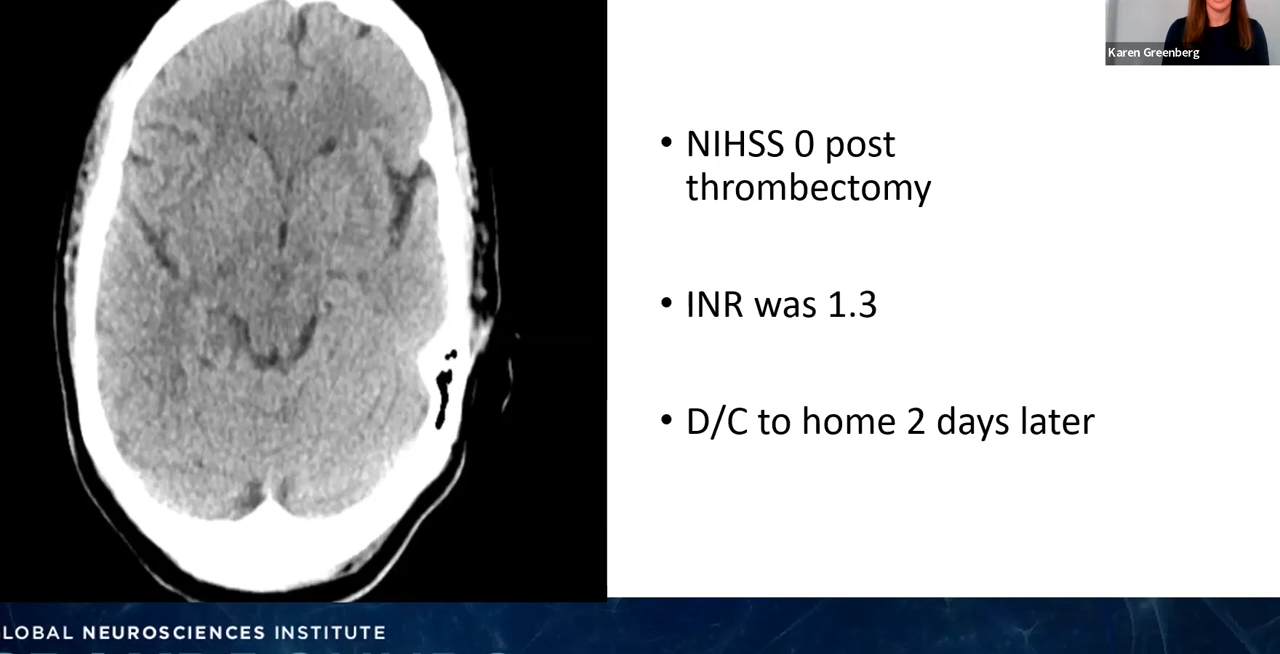 Karen Greenberg
• NIHSS 0 post
thrombectomy
• INR was 1.3
• D/C to home 2 days later
LOBAL NEUROSCIENCES INSTITUTE